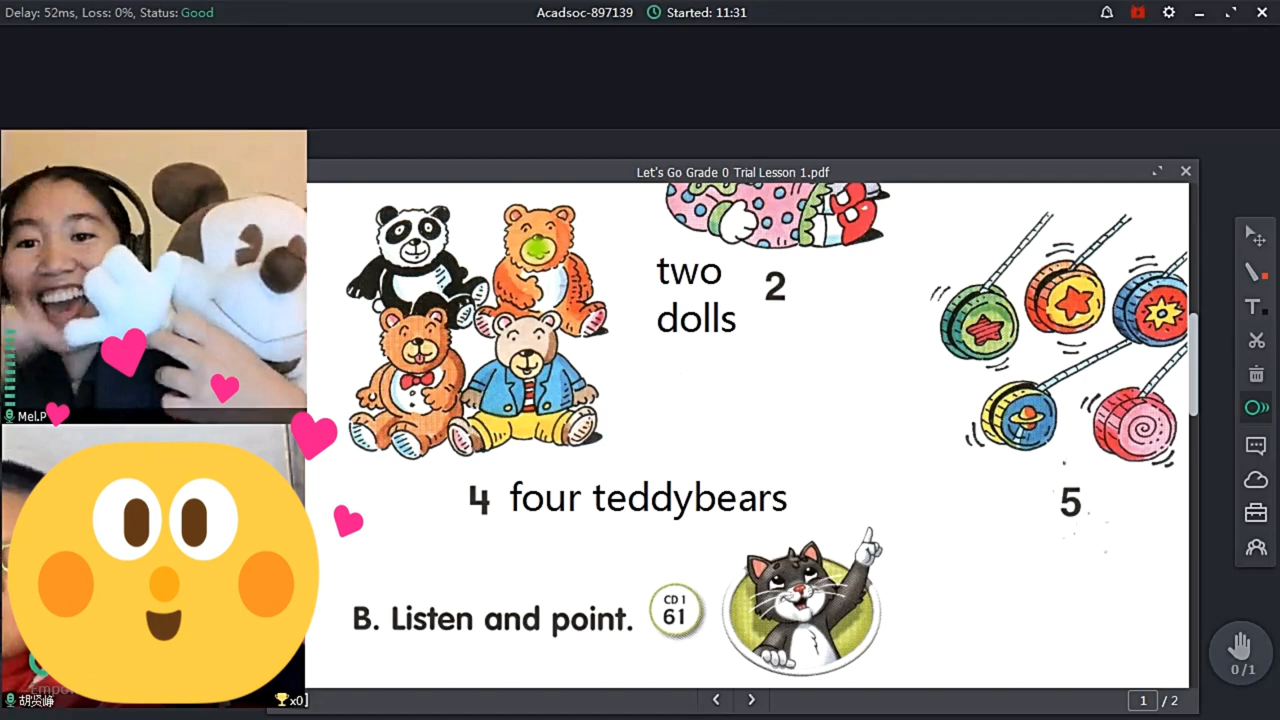 Delay: 52ms, Loss: 0%, Status: Good
Acadsoc-897139
Started: 11:31
Let's Go Grade 0 Trial Lesson 1.pdf
two
dolls
2
4 four teddybears
5
B. Listen and point.
CD 1
61
Mel.P
胡贤峥
x0]
0/1
1 / 2